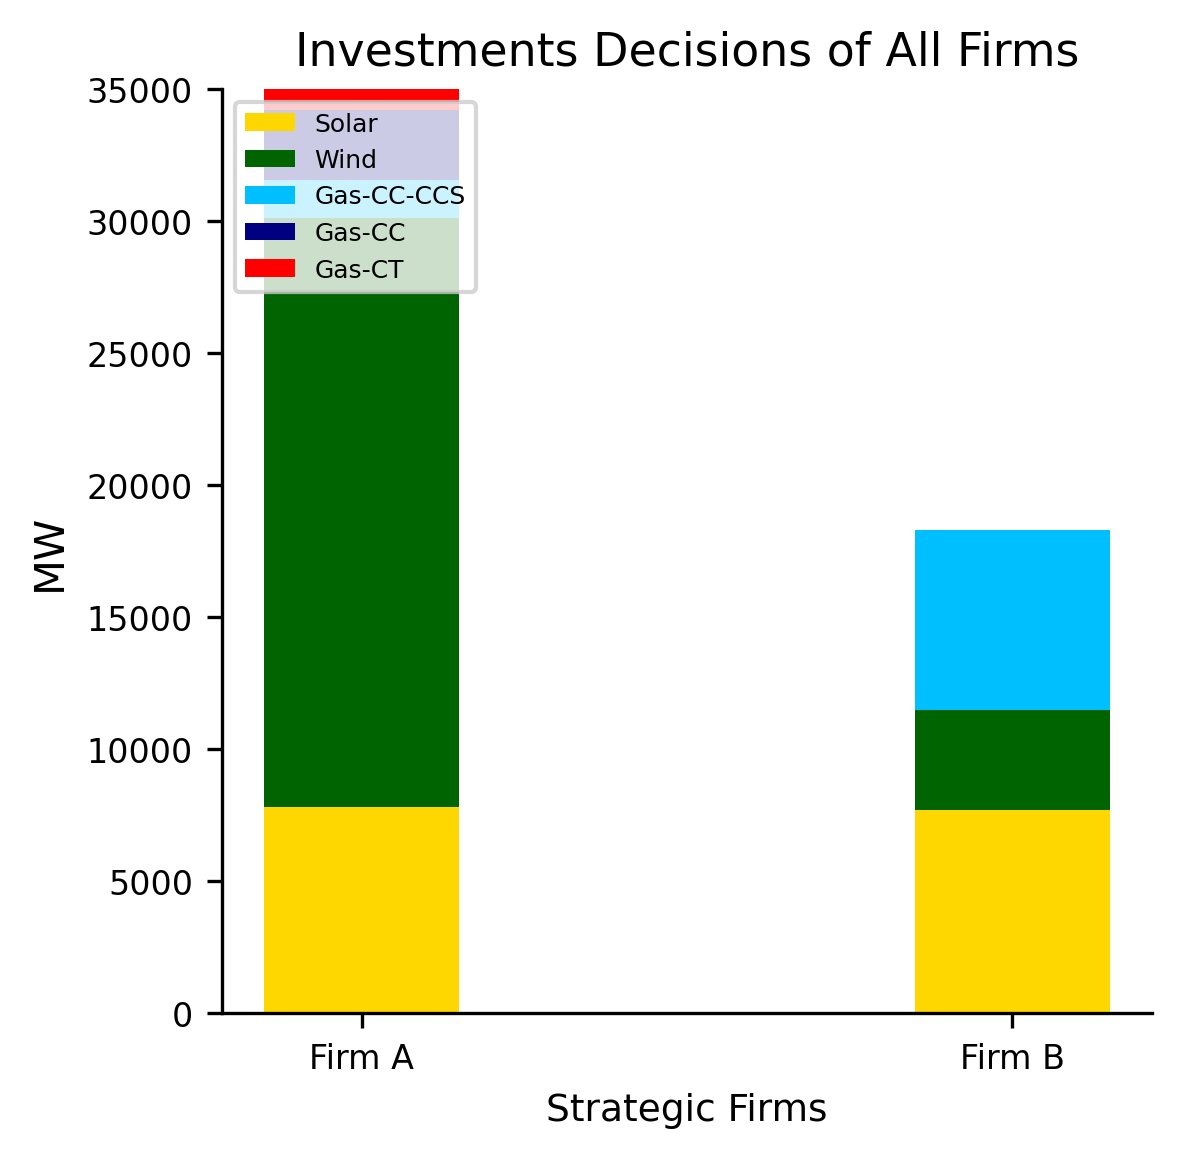 Investments Decisions of All Firms
35000
30000
25000
20000
15000
10000
5000
0
MW
Solar
Wind
Gas-CC-CCS
Gas-CC
Gas-CT
Firm A
Firm B
Strategic Firms